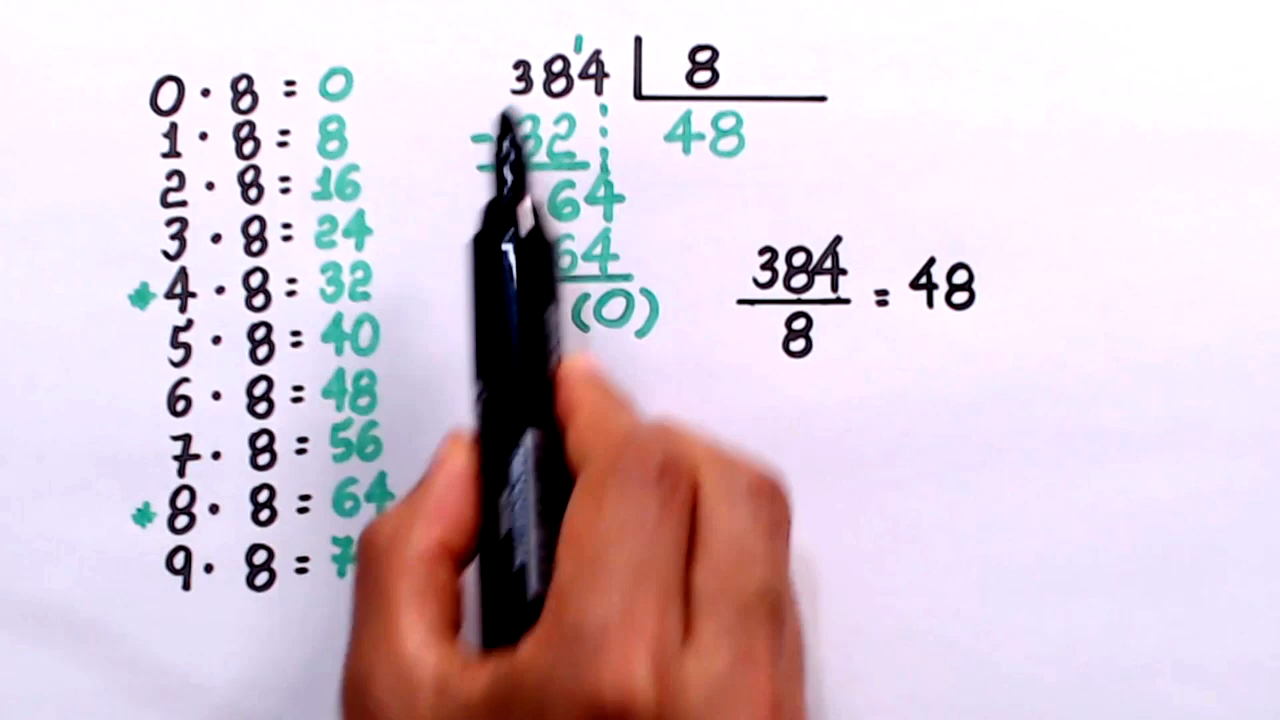 0 · 8 = 0
1 · 8 = 8
2 · 8 = 16
3 · 8 = 24
* 4 · 8 = 32
5 · 8 = 40
6 · 8 = 48
7 · 8 = 56
* 8 · 8 = 64
9 · 8 = 7
384 8
-32 48
64
64
(0)
384
8
= 48